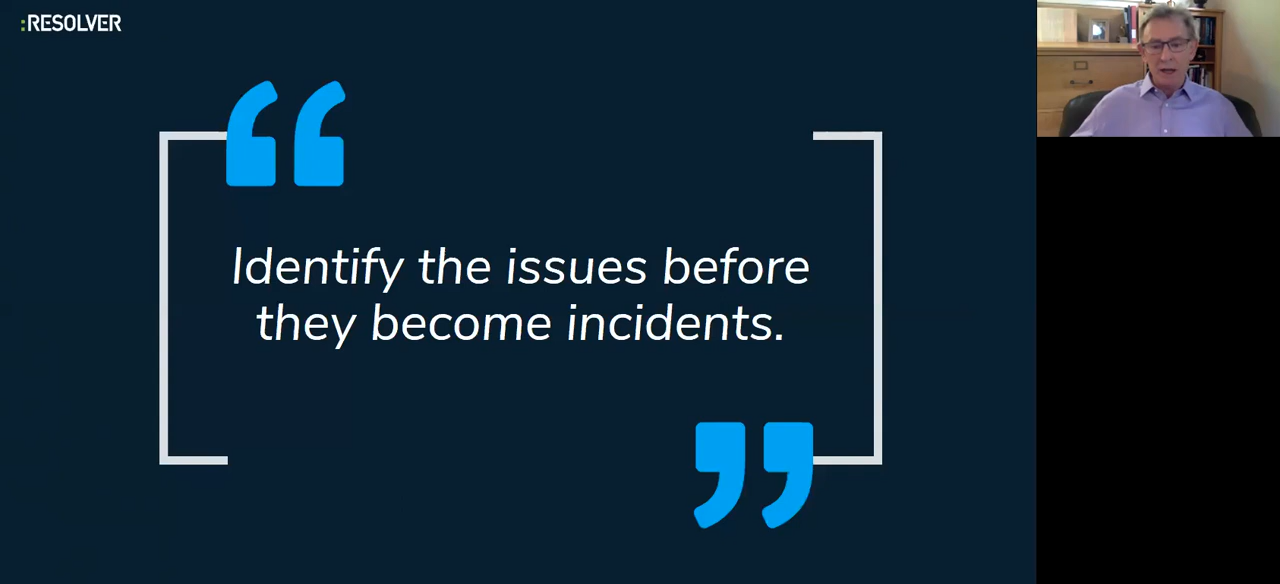 :RESOLVER
Identify the issues before
they become incidents.